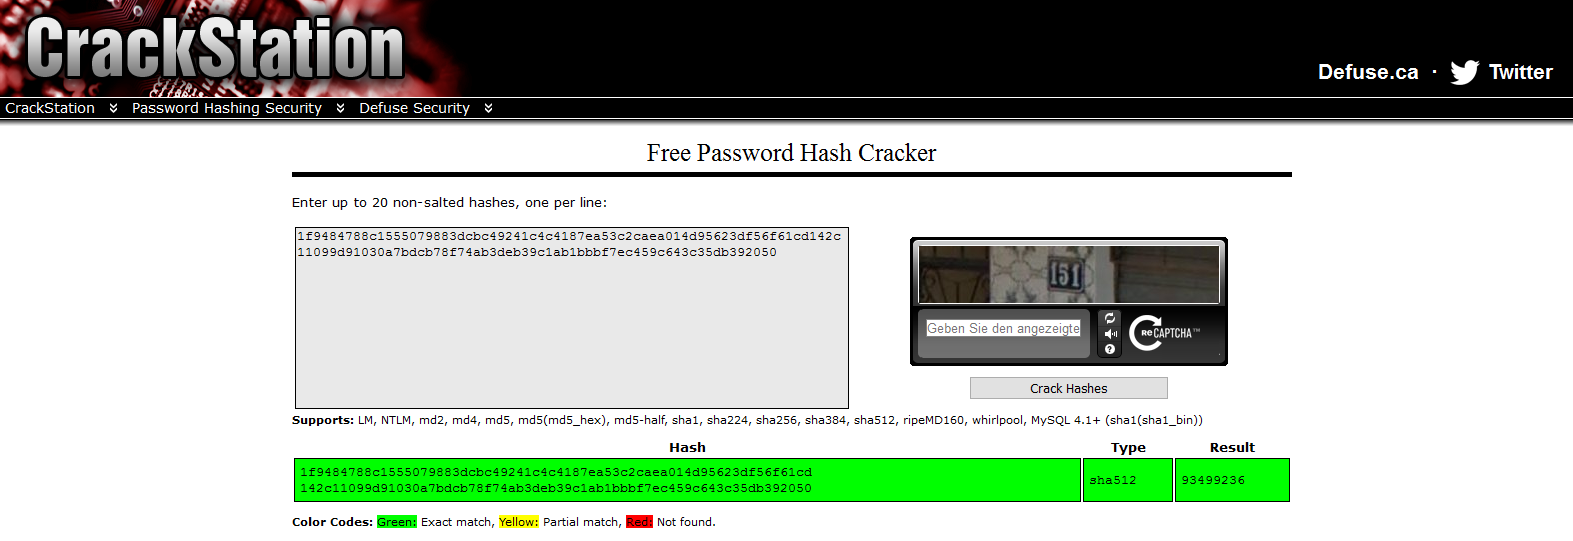 CrackStation
Defuse.ca · Twitter
CrackStation Password Hashing Security Defuse Security
Free Password Hash Cracker
Enter up to 20 non-salted hashes, one per line:
1f9484788c1555079883dcbc49241c4c4187ea53c2caea014d95623df56f61cd142c
11099d91030a7bdcb78f74ab3deb39c1ab1bbbf7ec459c643c35db392050
151
Geben Sie den angezeigte
reCAPTCHA™
Crack Hashes
Supports: LM, NTLM, md2, md4, md5, md5(md5_hex), md5-half, sha1, sha224, sha256, sha384, sha512, ripeMD160, whirlpool, MySQL 4.1+ (sha1(sha1_bin))
Hash Type Result
1f9484788c1555079883dcbc49241c4c4187ea53c2caea014d95623df56f61cd
142c11099d91030a7bdcb78f74ab3deb39c1ab1bbbf7ec459c643c35db392050
sha512 93499236
Color Codes: Green: Exact match, Yellow: Partial match, Red: Not found.